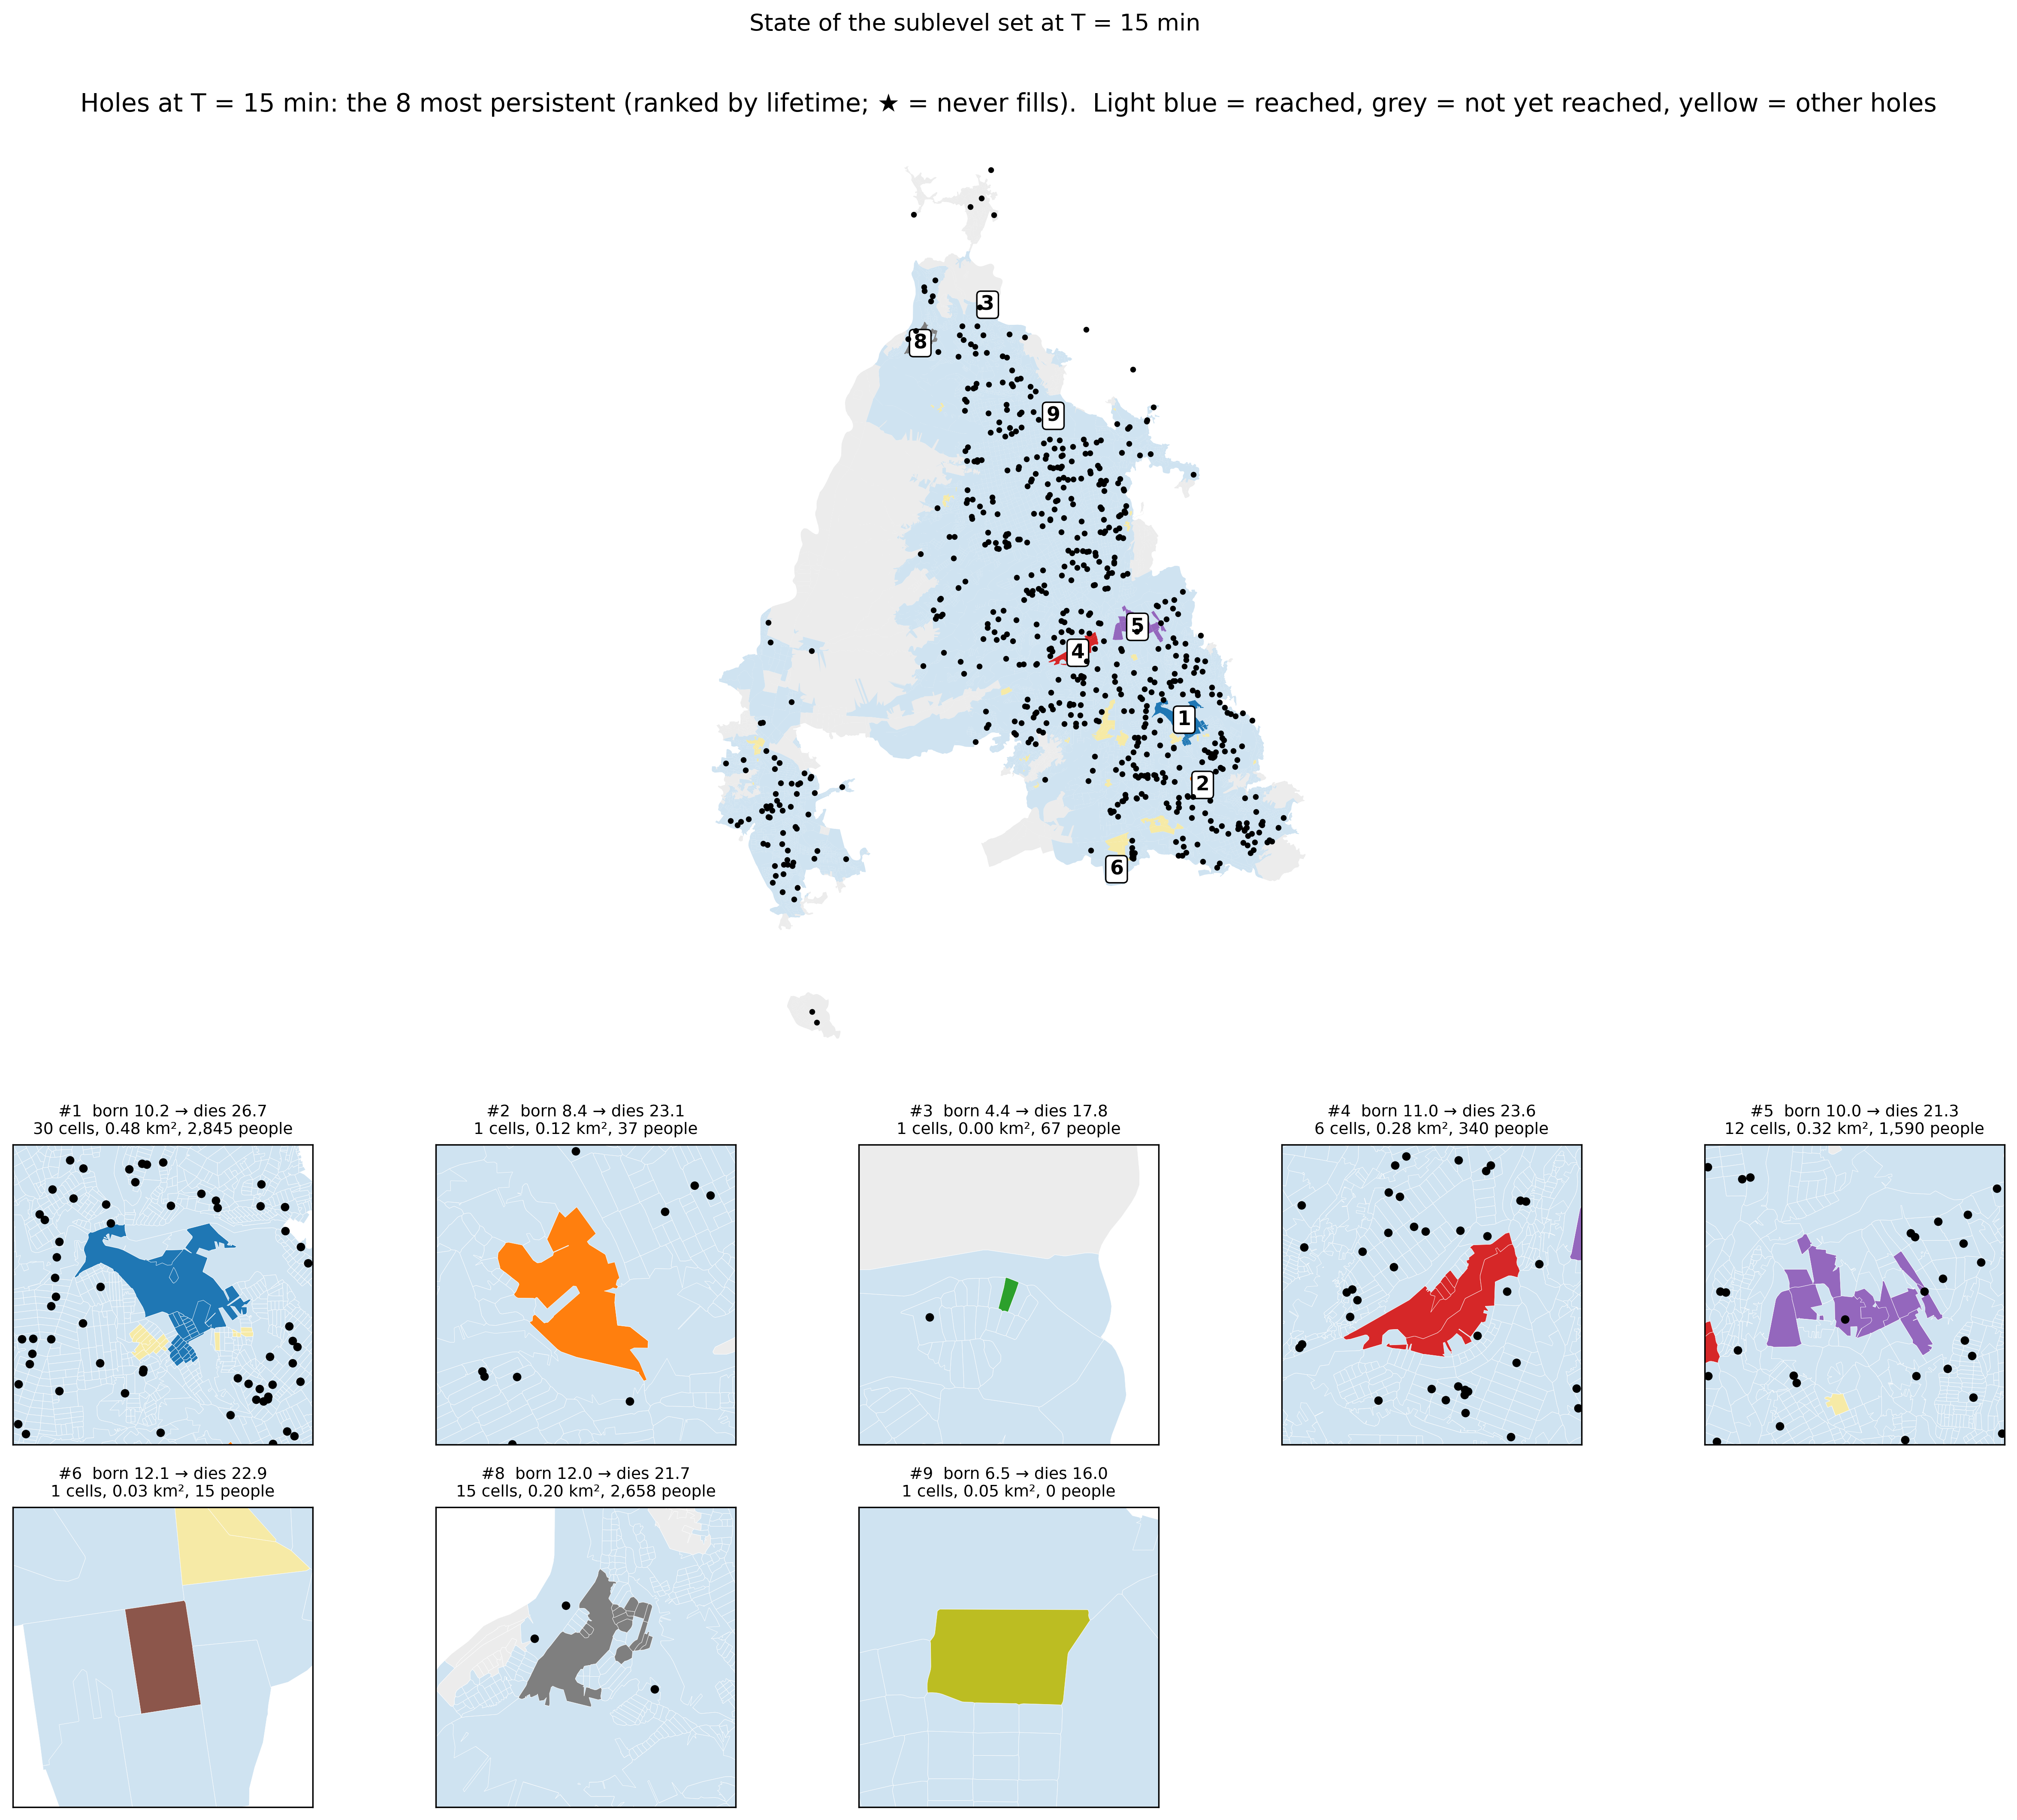 State of the sublevel set at T = 15 min
Holes at T = 15 min: the 8 most persistent (ranked by lifetime; ★ = never fills).  Light blue = reached, grey = not yet reached, yellow = other holes
3
8
9
5
4
1
2
6
#1  born 10.2 → dies 26.7
30 cells, 0.48 km², 2,845 people
#2  born 8.4 → dies 23.1
1 cells, 0.12 km², 37 people
#3  born 4.4 → dies 17.8
1 cells, 0.00 km², 67 people
#4  born 11.0 → dies 23.6
6 cells, 0.28 km², 340 people
#5  born 10.0 → dies 21.3
12 cells, 0.32 km², 1,590 people
#6  born 12.1 → dies 22.9
1 cells, 0.03 km², 15 people
#8  born 12.0 → dies 21.7
15 cells, 0.20 km², 2,658 people
#9  born 6.5 → dies 16.0
1 cells, 0.05 km², 0 people